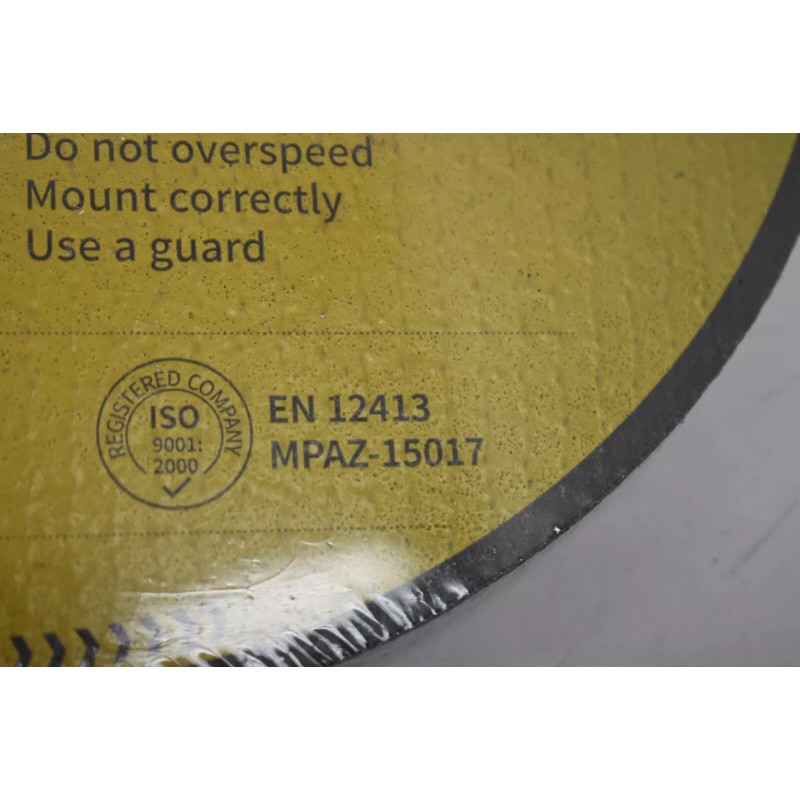 Do not overspeed
Mount correctly
Use a guard
REGISTERED COMPANY
ISO
9001:
2000
EN 12413
MPAZ-15017